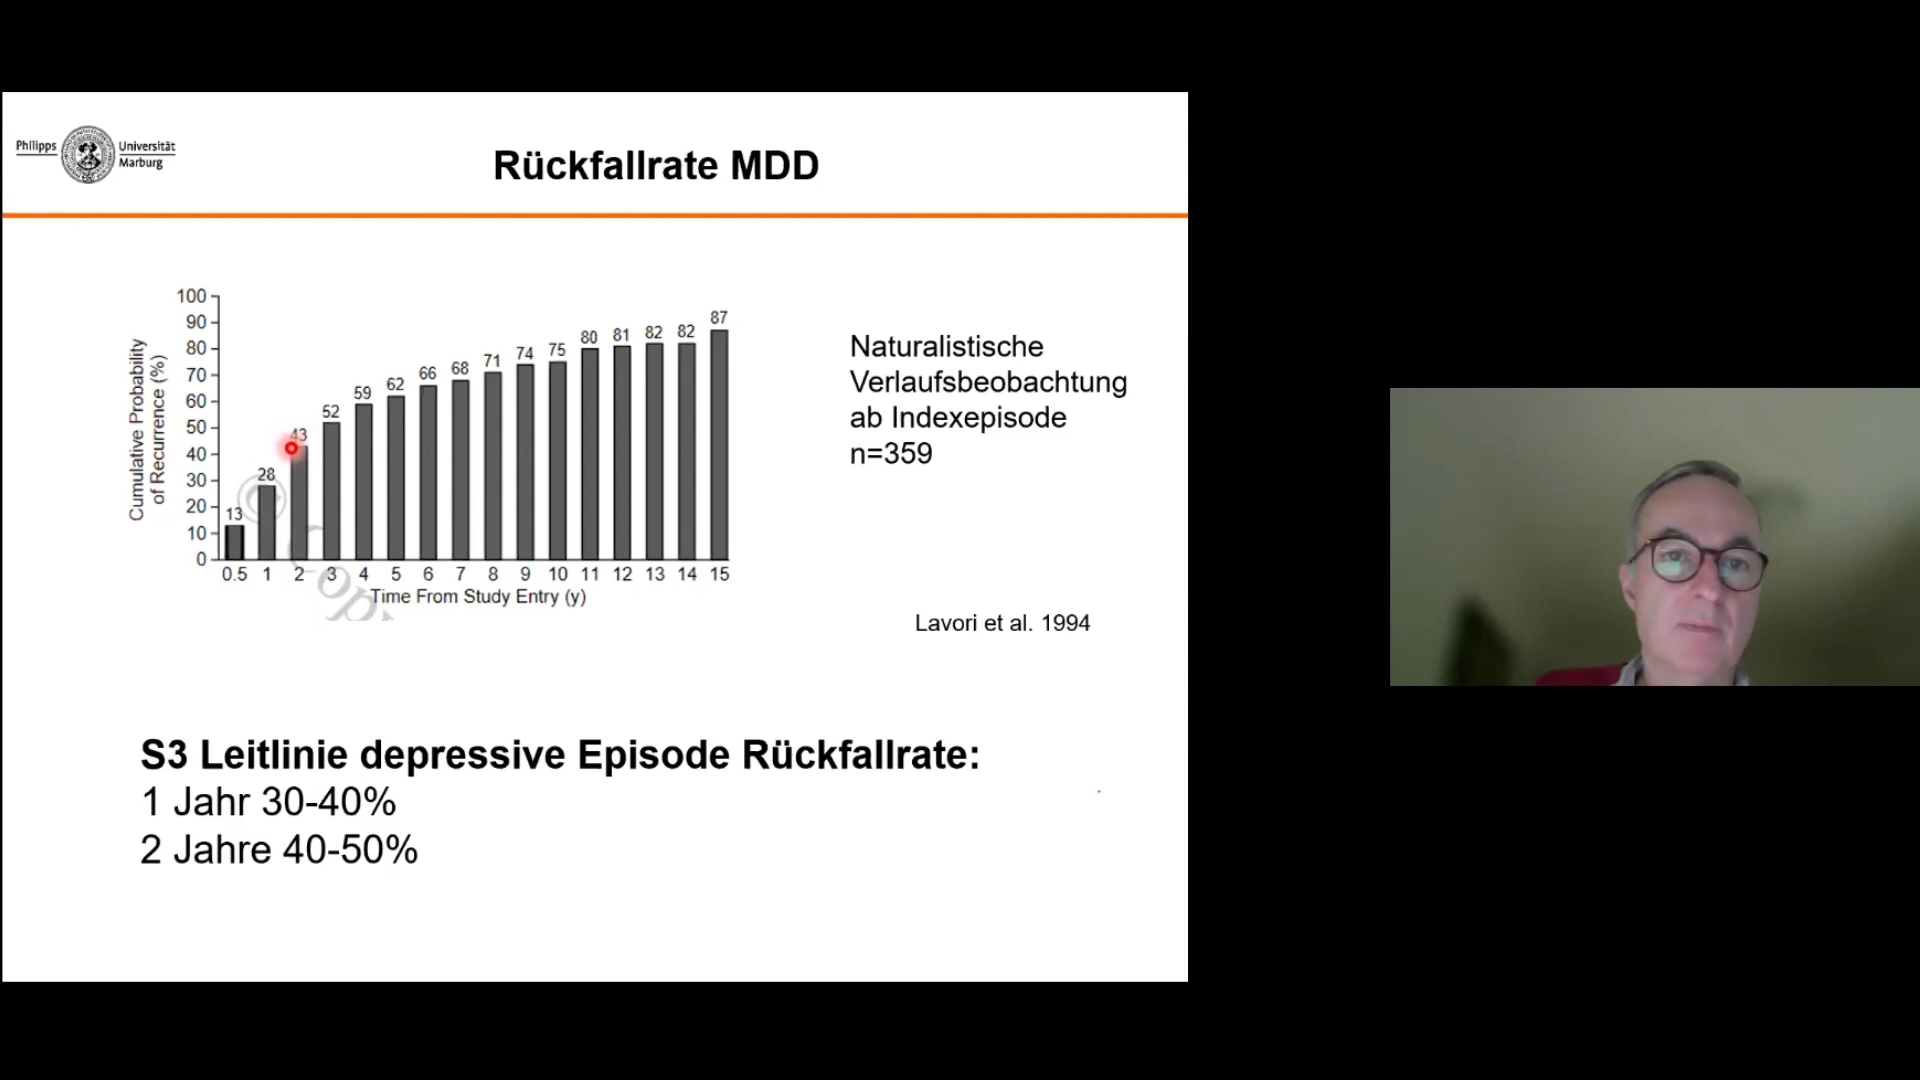 Philipps
Universität
Marburg
Rückfallrate MDD
Cumulative Probability
of Recurrence (%)
100
90
80
70
60
50
40
30
20
10
0
13
28
43
52
59
62
66
68
71
74
75
80
81
82
82
87
0.5 1 2 3 4 5 6 7 8 9 10 11 12 13 14 15
Time From Study Entry (y)
© Cop
Naturalistische
Verlaufsbeobachtung
ab Indexepisode
n=359
Lavori et al. 1994
S3 Leitlinie depressive Episode Rückfallrate:
1 Jahr 30-40%
2 Jahre 40-50%